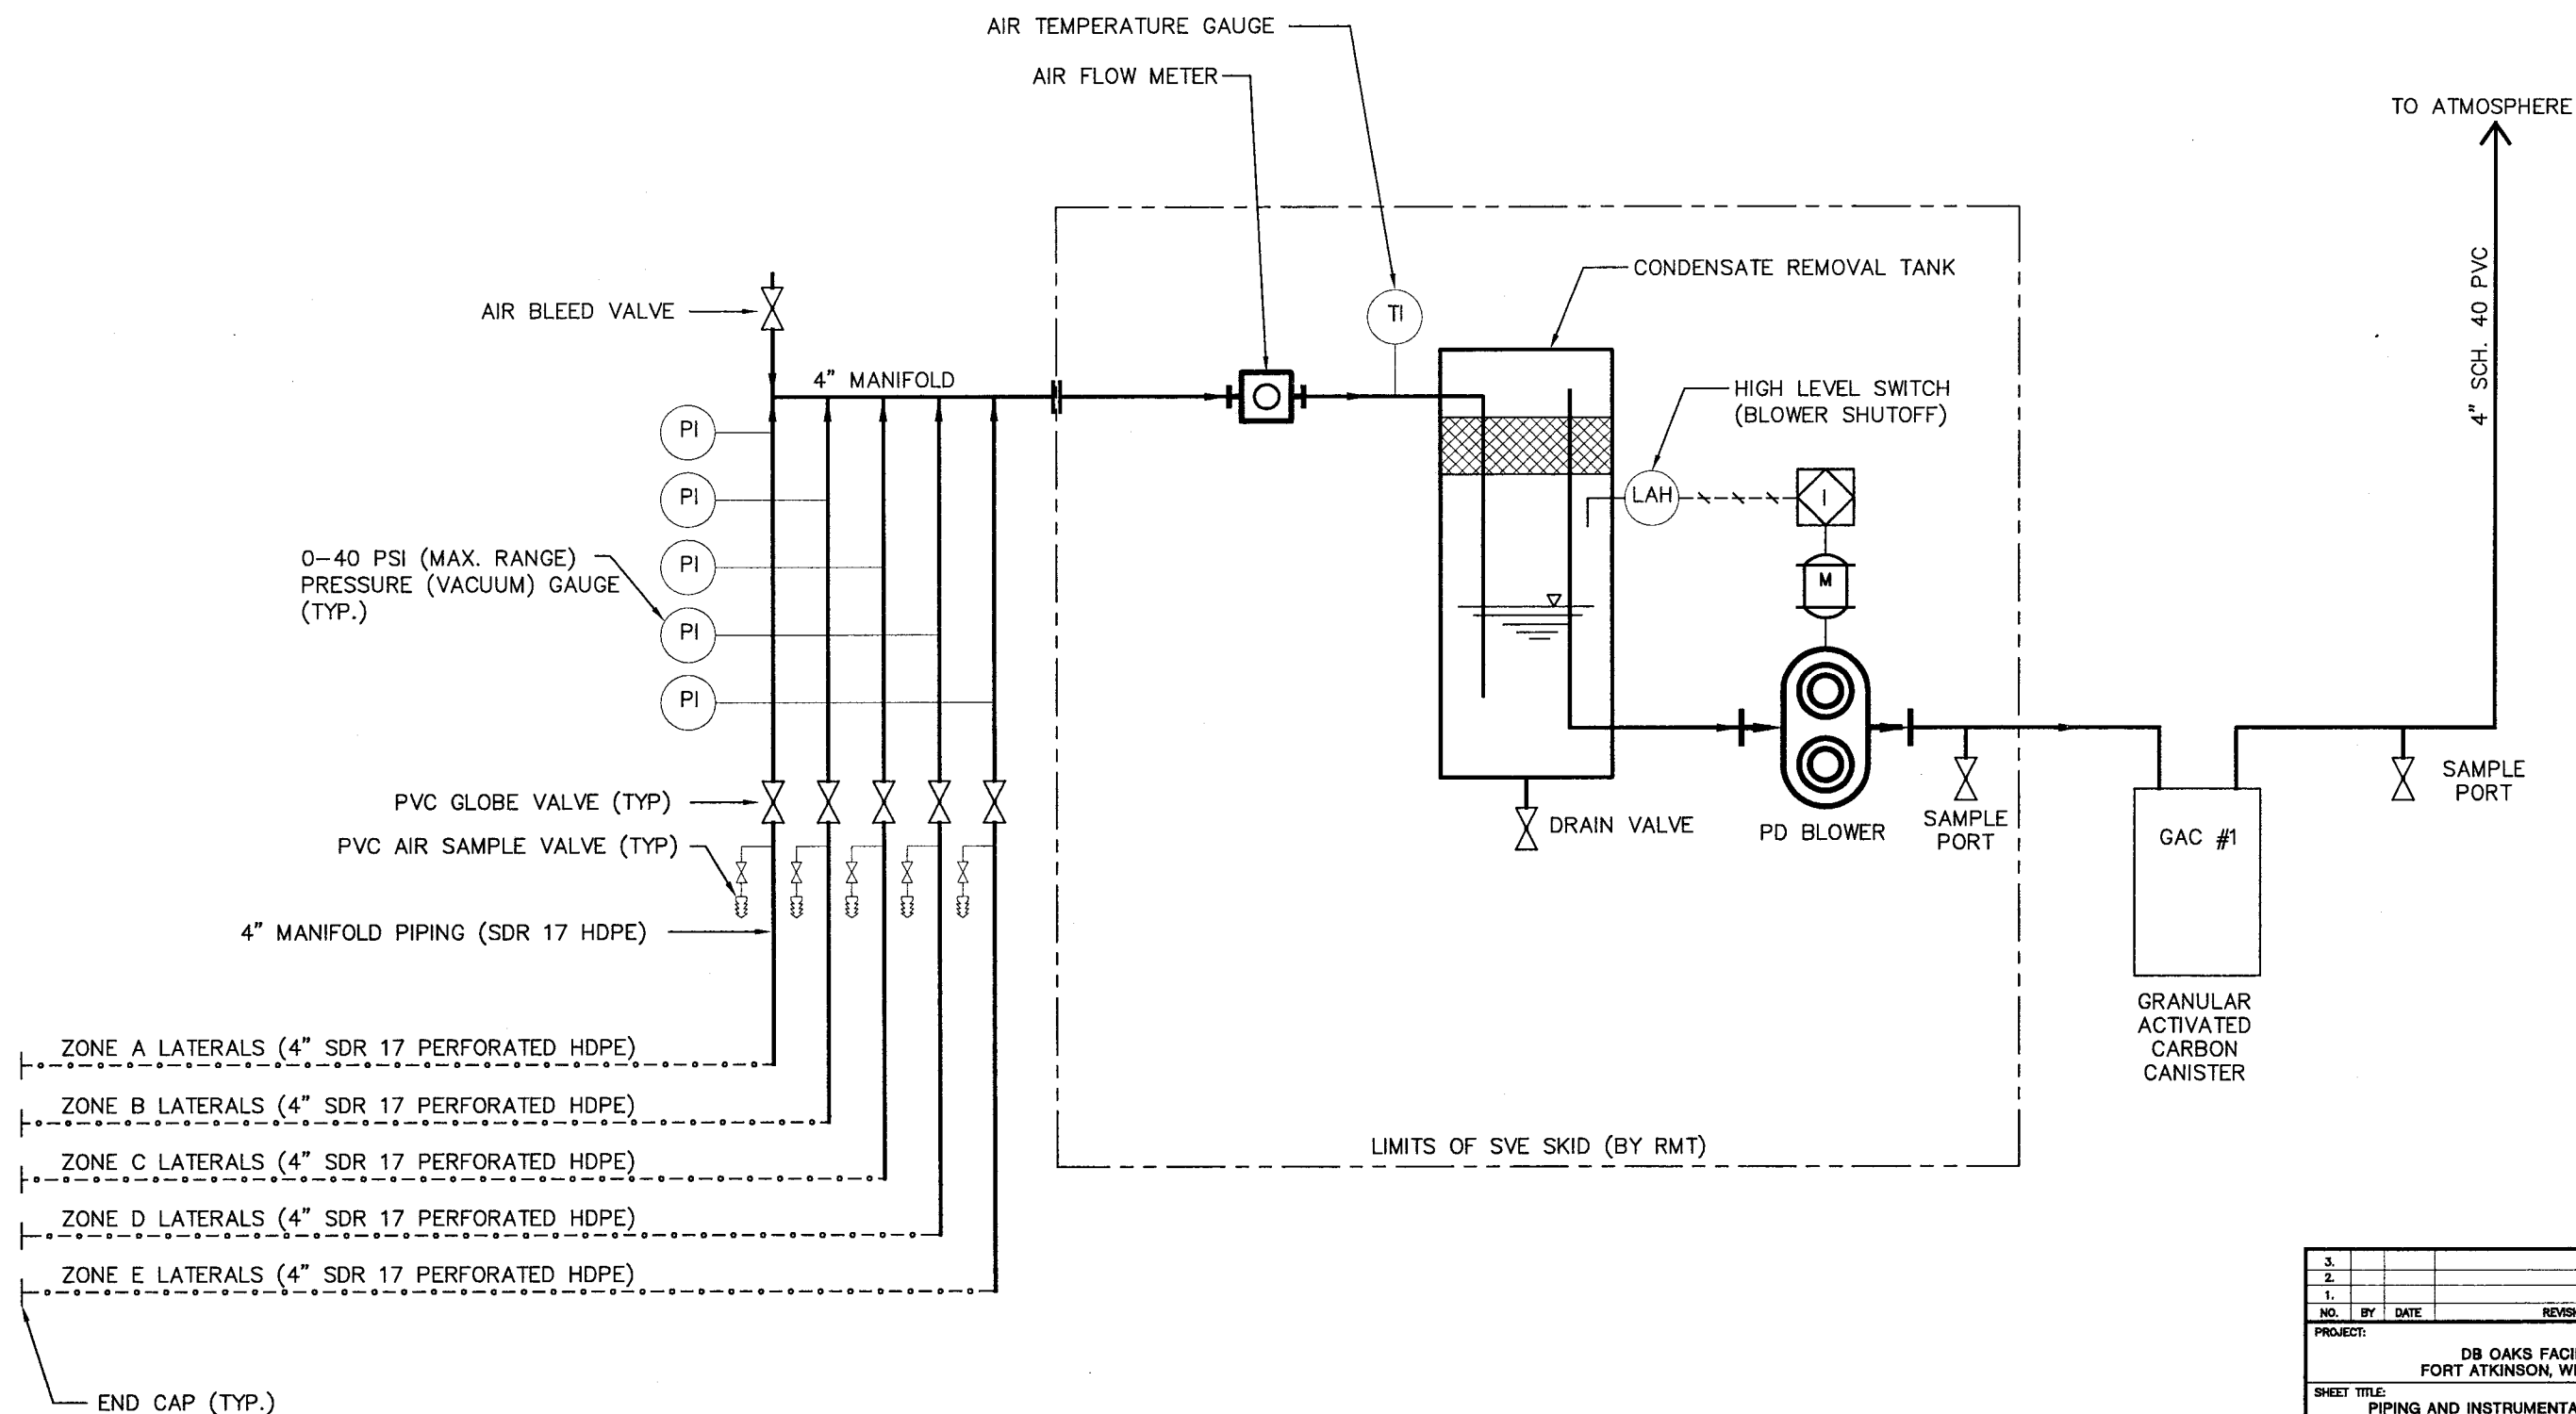 AIR TEMPERATURE GAUGE
AIR FLOW METER
TO ATMOSPHERE
4" SCH. 40 PVC
CONDENSATE REMOVAL TANK
AIR BLEED VALVE
TI
4" MANIFOLD
HIGH LEVEL SWITCH
(BLOWER SHUTOFF)
PI
PI
PI
PI
PI
LAH
I
M
0-40 PSI (MAX. RANGE)
PRESSURE (VACUUM) GAUGE
(TYP.)
PVC GLOBE VALVE (TYP)
PVC AIR SAMPLE VALVE (TYP)
4" MANIFOLD PIPING (SDR 17 HDPE)
DRAIN VALVE
PD BLOWER
SAMPLE
PORT
GAC #1
SAMPLE
PORT
GRANULAR
ACTIVATED
CARBON
CANISTER
ZONE A LATERALS (4" SDR 17 PERFORATED HDPE)
ZONE B LATERALS (4" SDR 17 PERFORATED HDPE)
ZONE C LATERALS (4" SDR 17 PERFORATED HDPE)
ZONE D LATERALS (4" SDR 17 PERFORATED HDPE)
ZONE E LATERALS (4" SDR 17 PERFORATED HDPE)
LIMITS OF SVE SKID (BY RMT)
END CAP (TYP.)
3.
2.
1.
NO. BY DATE
PROJECT:
DB OAKS
FORT ATKINSON,
SHEET TITLE:
PIPING AND